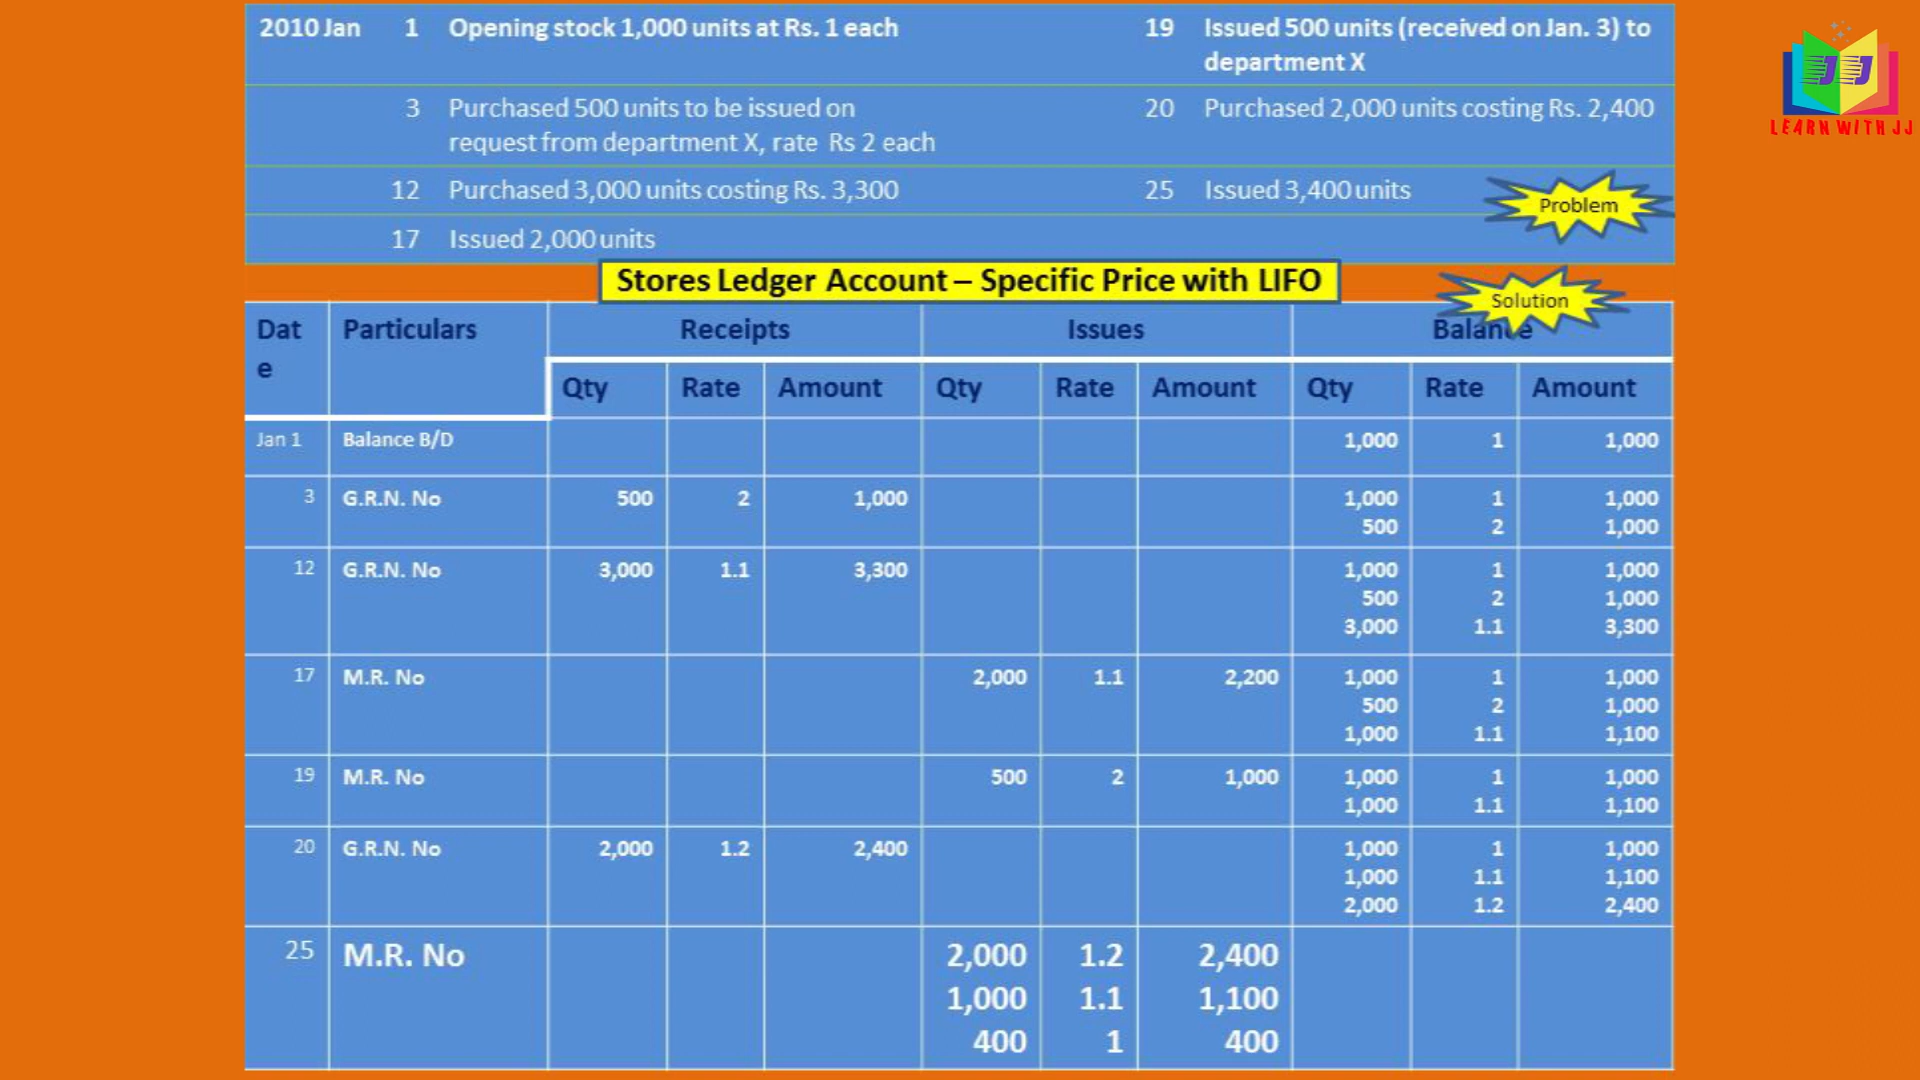 2010 Jan 1 Opening stock 1,000 units at Rs. 1 each 19 Issued 500 units (received on Jan. 3) to
department X
3 Purchased 500 units to be issued on 20 Purchased 2,000 units costing Rs. 2,400
request from department X, rate Rs 2 each
12 Purchased 3,000 units costing Rs. 3,300 25 Issued 3,400 units
Problem
17 Issued 2,000 units
LEARN WITH JJ
Stores Ledger Account – Specific Price with LIFO
Solution
Dat Particulars Receipts Issues Balance
e
Qty Rate Amount Qty Rate Amount Qty Rate Amount
Jan 1 Balance B/D 1,000 1 1,000
3 G.R.N. No 500 2 1,000 1,000 1 1,000
500 2 1,000
12 G.R.N. No 3,000 1.1 3,300 1,000 1 1,000
500 2 1,000
3,000 1.1 3,300
17 M.R. No 2,000 1.1 2,200 1,000 1 1,000
500 2 1,000
1,000 1.1 1,100
19 M.R. No 500 2 1,000 1,000 1 1,000
1,000 1.1 1,100
20 G.R.N. No 2,000 1.2 2,400 1,000 1 1,000
1,000 1.1 1,100
2,000 1.2 2,400
25 M.R. No 2,000 1.2 2,400
1,000 1.1 1,100
400 1 400